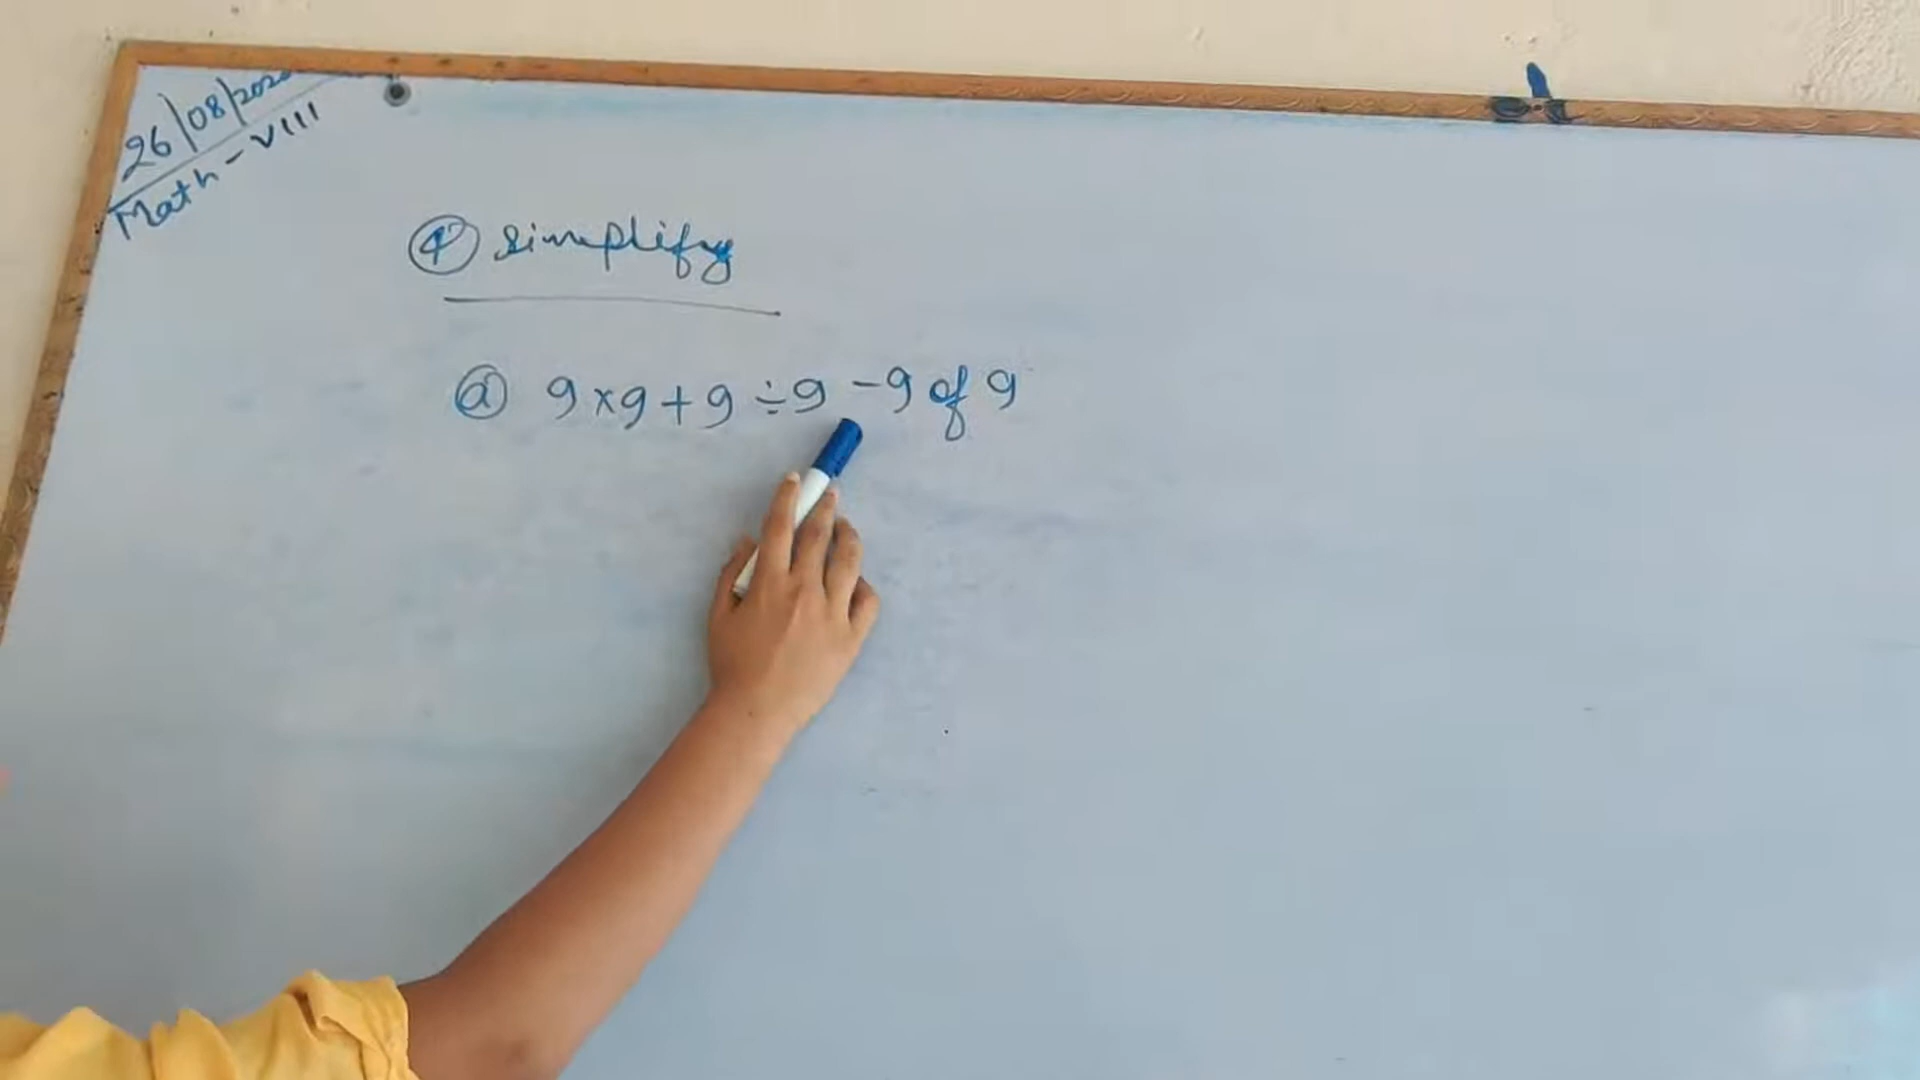 26/08/202
Math-VIII
④ simplify
ⓐ 9 × 9 + 9 ÷ 9 - 9 of 9